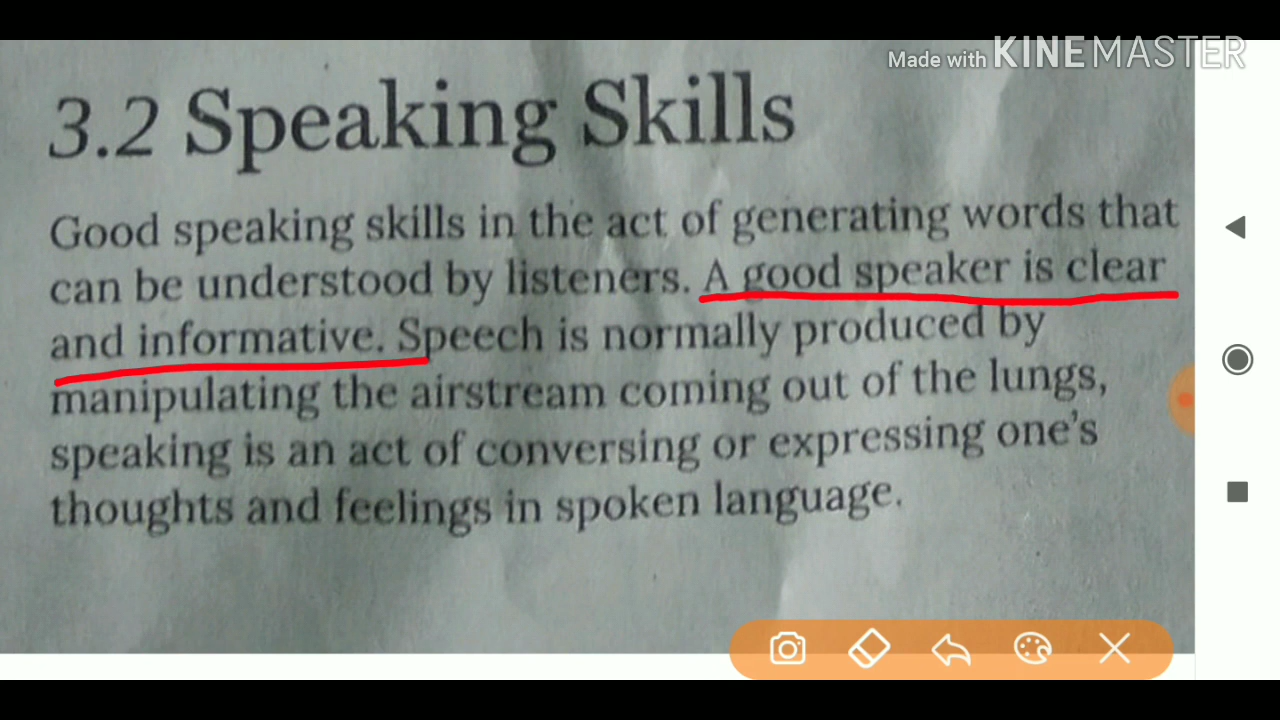 Made with KINEMASTER
3.2 Speaking Skills
Good speaking skills in the act of generating words that
can be understood by listeners. A good speaker is clear
and informative. Speech is normally produced by
manipulating the airstream coming out of the lungs,
speaking is an act of conversing or expressing one's
thoughts and feelings in spoken language.